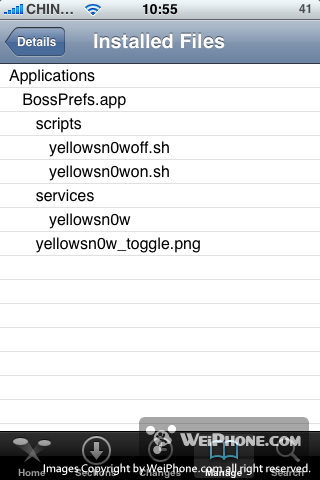 CHIN... 10:55 41
Details Installed Files
Applications
BossPrefs.app
scripts
yellowsn0woff.sh
yellowsn0won.sh
services
yellowsn0w
yellowsn0w_toggle.png
WEIPHONE.COM
Home Sections Changes Manage Search
Images Copyright by WeiPhone.com all right reserved.